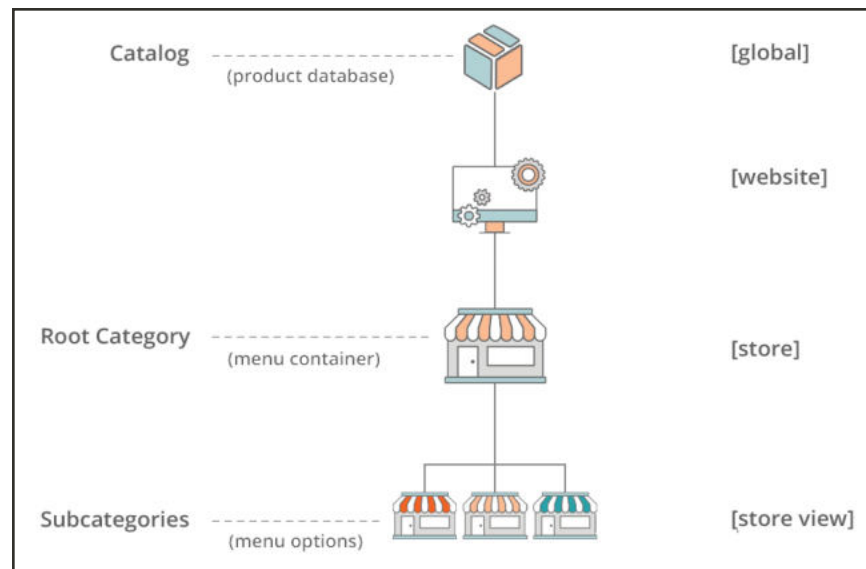 Catalog
(product database)
[global]
[website]
Root Category
(menu container)
[store]
Subcategories
(menu options)
[store view]